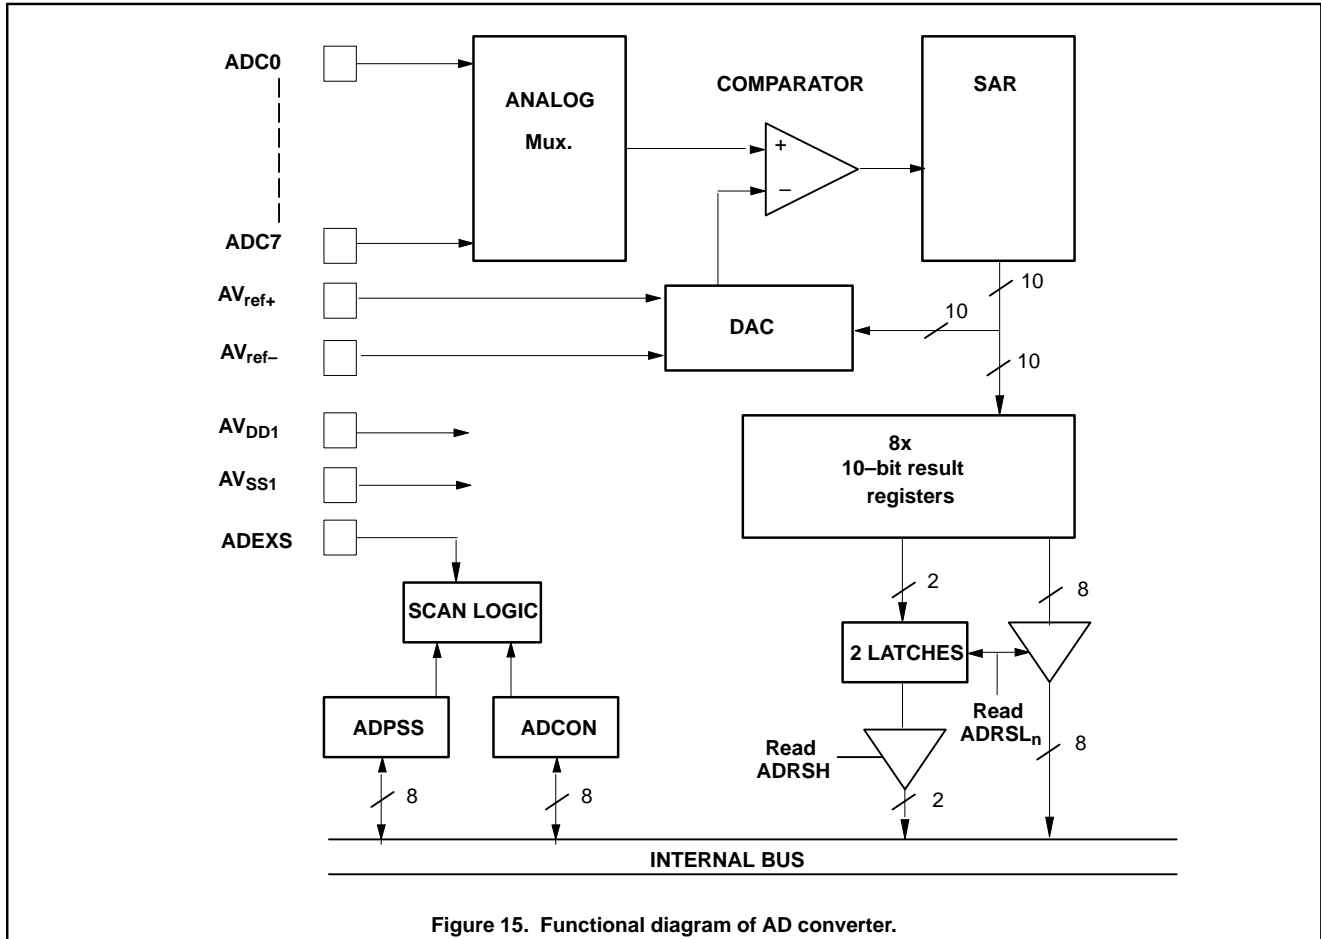 ADC0
ANALOG
Mux.
COMPARATOR
SAR
+
–
ADC7
AVref+
AVref–
DAC
10
10
10
AVDD1
AVSS1
ADEXS
8x
10–bit result
registers
SCAN LOGIC
2
8
2 LATCHES
ADPSS
ADCON
Read
ADRSLn
Read
ADRSH
8
8
8
2
INTERNAL BUS
Figure 15. Functional diagram of AD converter.